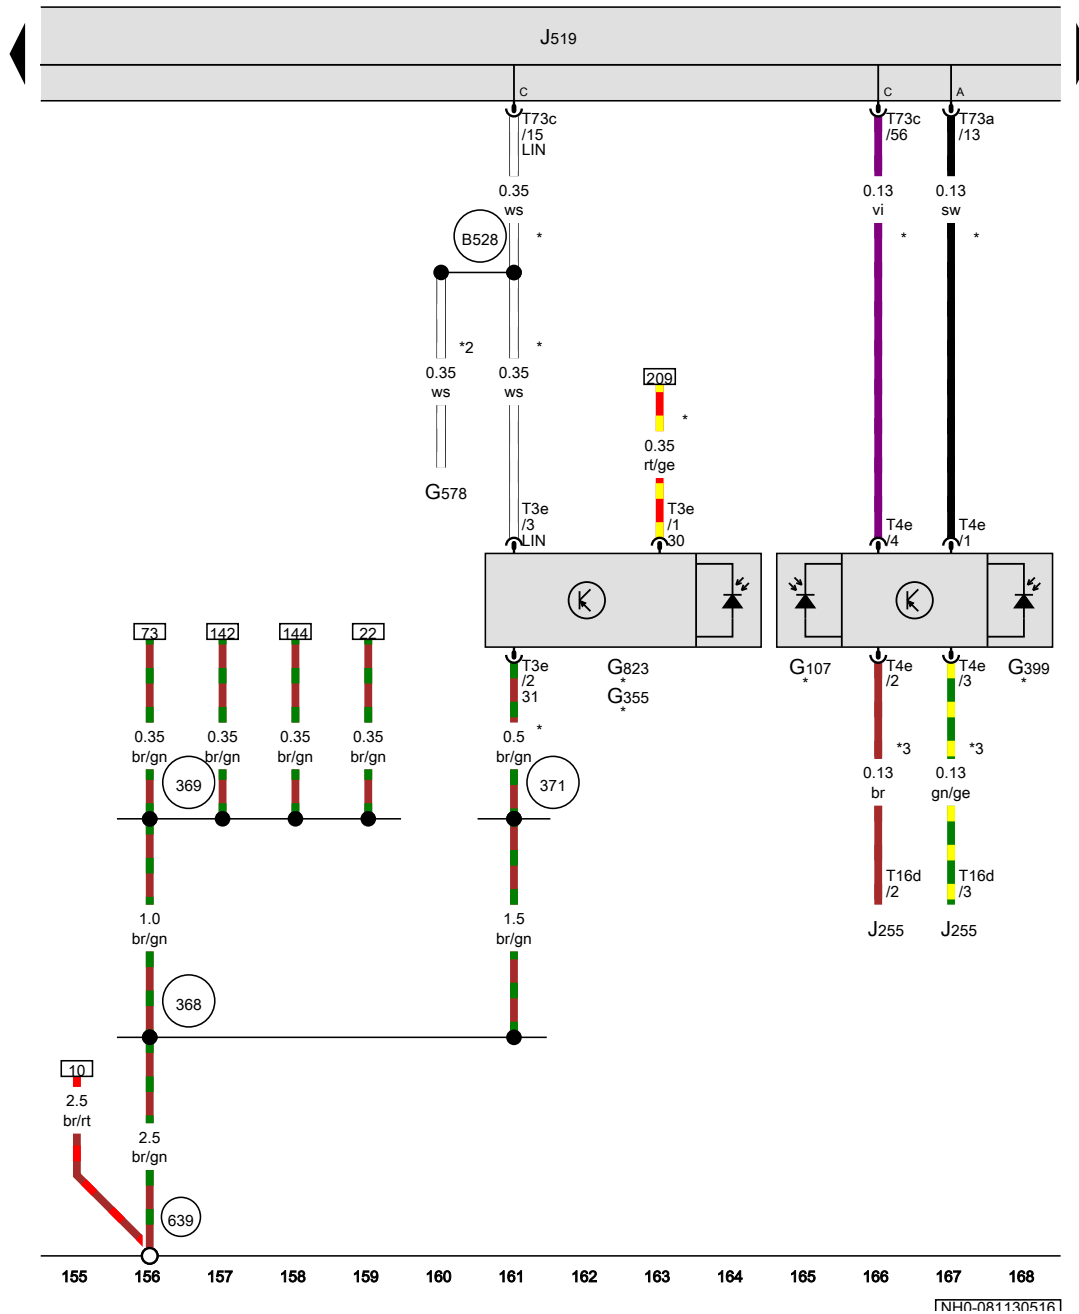 J519
C
C
A
T73c
/15
LIN
T73c
/56
T73a
/13
0.35
ws
0.13
vi
0.13
sw
B528
*
*
*
*2
*
0.35
ws
0.35
ws
209
*
0.35
rt/ge
G578
T3e
/3
LIN
T3e
/1
30
T4e
/4
T4e
/1
73
142
144
22
T3e
/2
31
G823
*
G355
*
G107
*
T4e
/2
T4e
/3
G399
*
0.35
br/gn
0.35
br/gn
0.35
br/gn
0.35
br/gn
*
0.5
br/gn
*3
*3
369
371
0.13
br
0.13
gn/ge
T16d
/2
T16d
/3
1.0
br/gn
1.5
br/gn
J255
J255
368
10
2.5
br/rt
2.5
br/gn
639
155 156 157 158 159 160 161 162 163 164 165 166 167 168
NH0-081130516